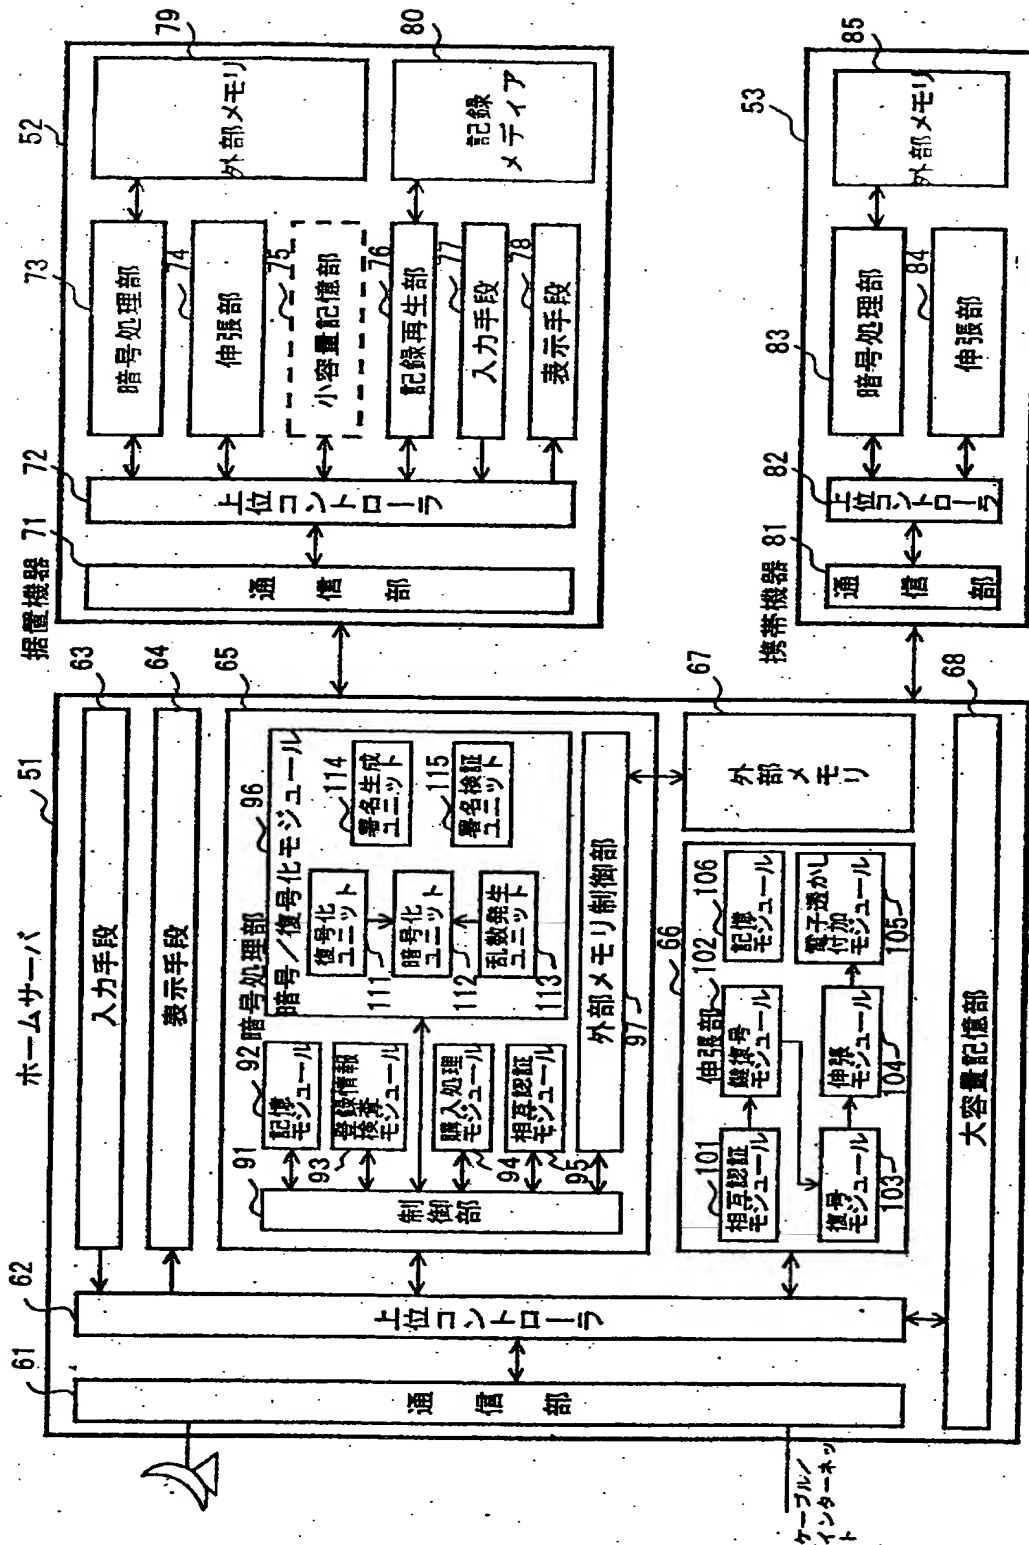 ホームサーバ
51
61
通信部
62
上位コントローラ
63
入力手段
64
表示手段
65
暗号処理部
91
制御部
92
記憶
モジュール
93
登録情報
検査
モジュール
94
購入処理
モジュール
95
相互認証
モジュール
96
暗号/復号化モジュール
111
復号化
ユニット
112
暗号化
ユニット
113
乱数発生
ユニット
114
署名生成
ユニット
115
署名検証
ユニット
97
外部メモリ制御部
66
伸張部
101
相互認証
モジュール
102
鍵復号
モジュール
103
復号
モジュール
104
伸張
モジュール
105
電子透かし
付加
モジュール
106
記憶
モジュール
67
外部
メモリ
68
大容量記憶部
ケーブル/
インターネッ
ト
据置機器
52
71
通信部
72
上位コントローラ
73
暗号処理部
74
伸張部
75
小容量記憶部
76
記録再生部
77
入力手段
78
表示手段
79
外部メモリ
80
記録
メディア
携帯機器
53
81
通信部
82
上位コントローラ
83
暗号処理部
84
伸張部
85
外部メモリ